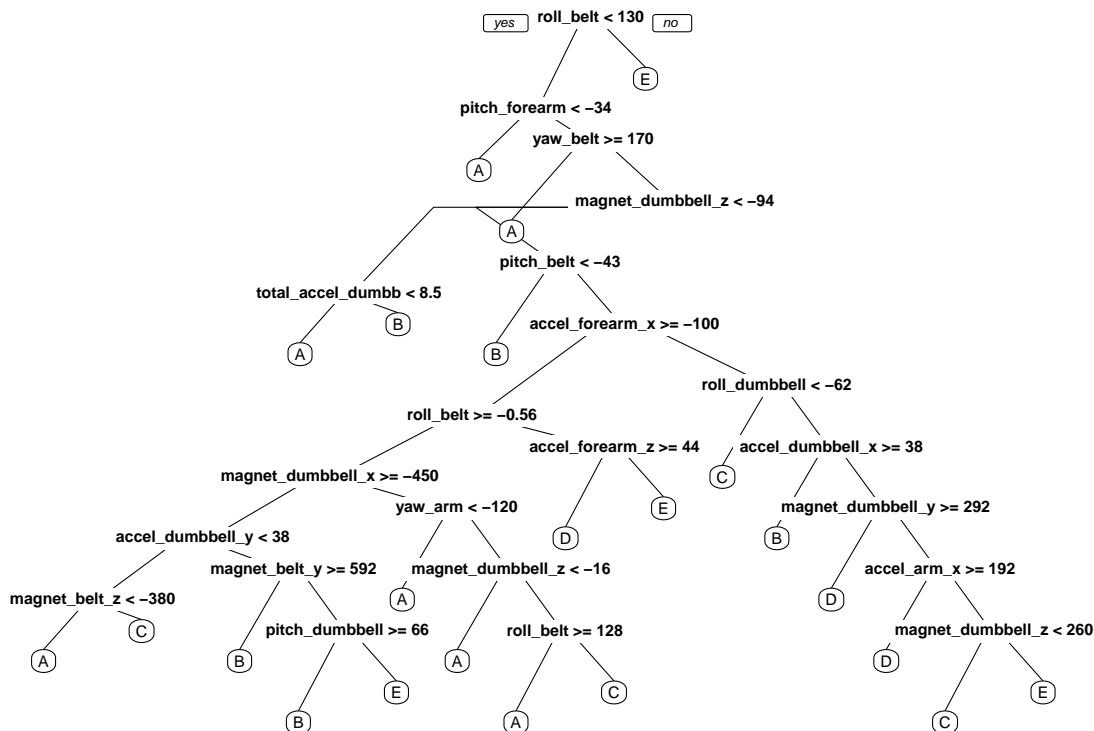 yes roll_belt < 130 no
E
pitch_forearm < −34
yaw_belt >= 170
A
magnet_dumbbell_z < −94
A
pitch_belt < −43
total_accel_dumbb < 8.5
B
accel_forearm_x >= −100
A
B
roll_dumbbell < −62
roll_belt >= −0.56
accel_forearm_z >= 44
accel_dumbbell_x >= 38
magnet_dumbbell_x >= −450
C
yaw_arm < −120
E
magnet_dumbbell_y >= 292
accel_dumbbell_y < 38
D
B
magnet_belt_y >= 592
magnet_dumbbell_z < −16
accel_arm_x >= 192
magnet_belt_z < −380
A
D
C
pitch_dumbbell >= 66
roll_belt >= 128
magnet_dumbbell_z < 260
A
B
A
D
E
C
E
B
A
C